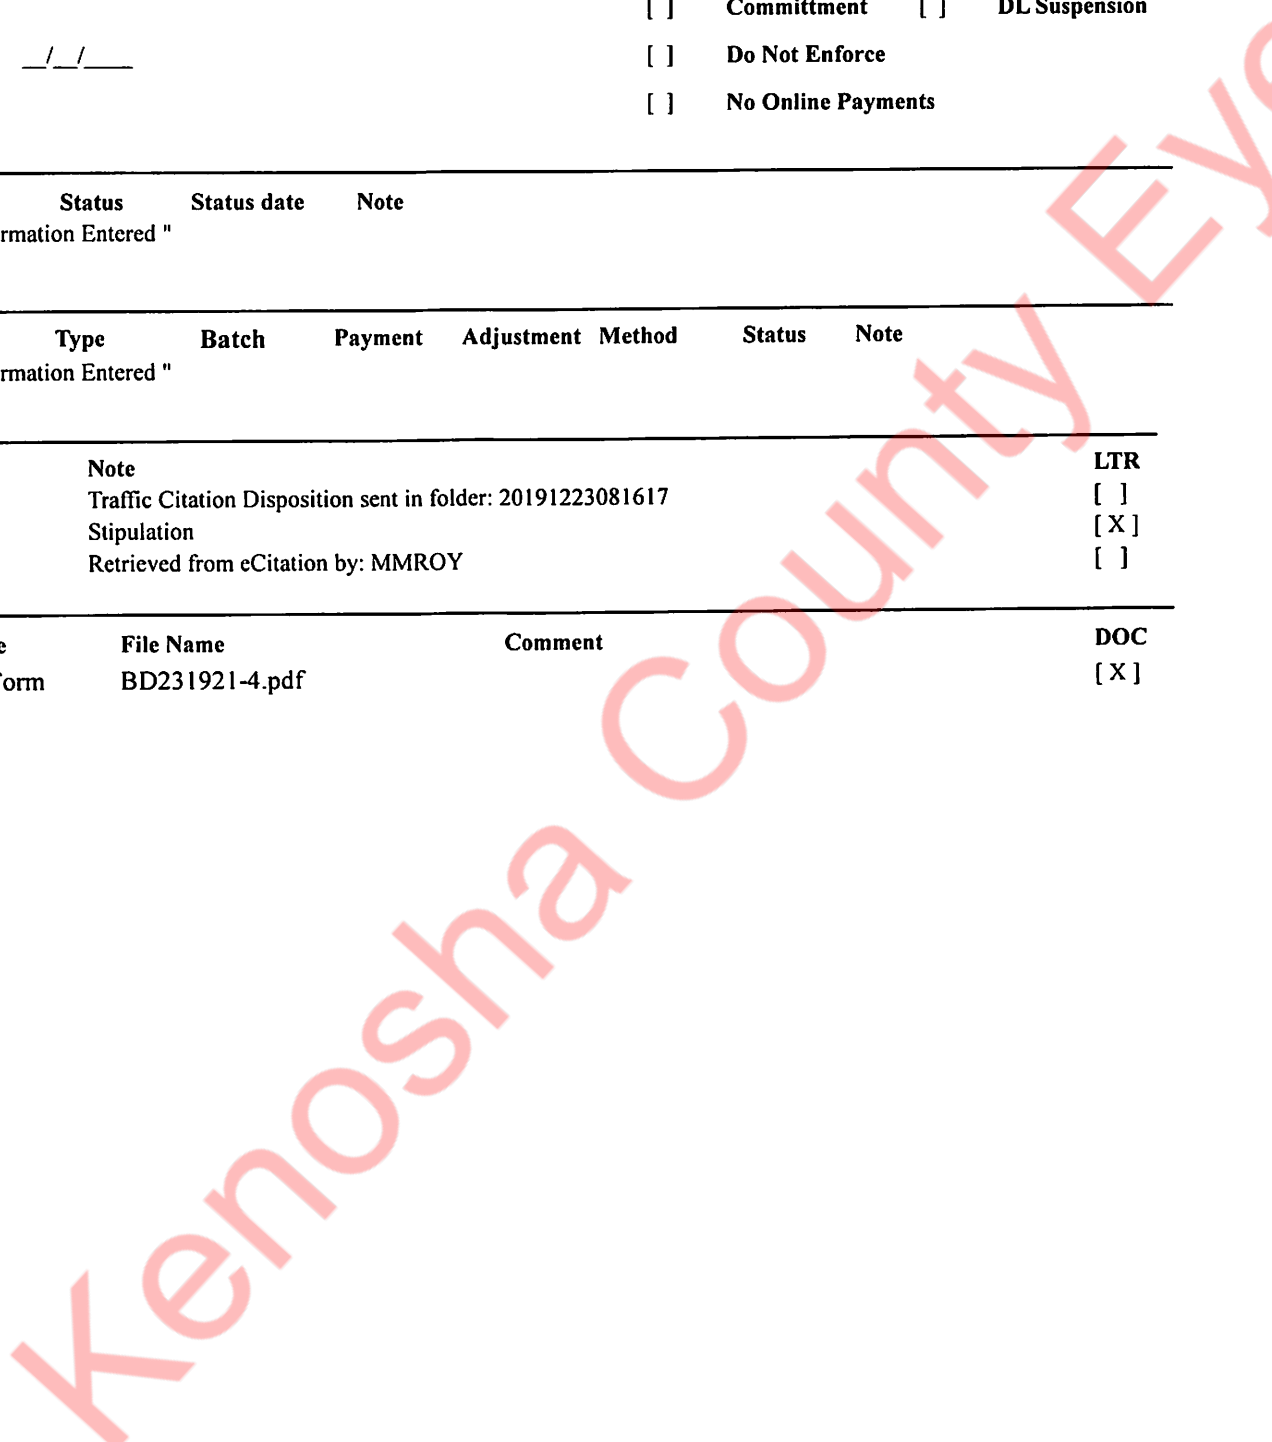 [ ] Committment [ ] DL Suspension
__/__/____ [ ] Do Not Enforce
[ ] No Online Payments
Status Status date Note
rmation Entered "
Type Batch Payment Adjustment Method Status Note
rmation Entered "
Note LTR
Traffic Citation Disposition sent in folder: 20191223081617 [ ]
Stipulation [ X ]
Retrieved from eCitation by: MMROY [ ]
e File Name Comment DOC
orm BD231921-4.pdf [ X ]
Kenosha County Eye